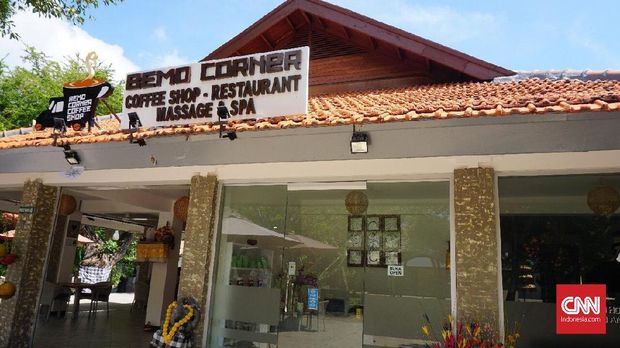 BEMO CORNER
COFFEE SHOP - RESTAURANT
MASSAGE & SPA
BEMO
CORNER
COFFEE
SHOP
BUKA
OPEN
CNN
Indonesia.com